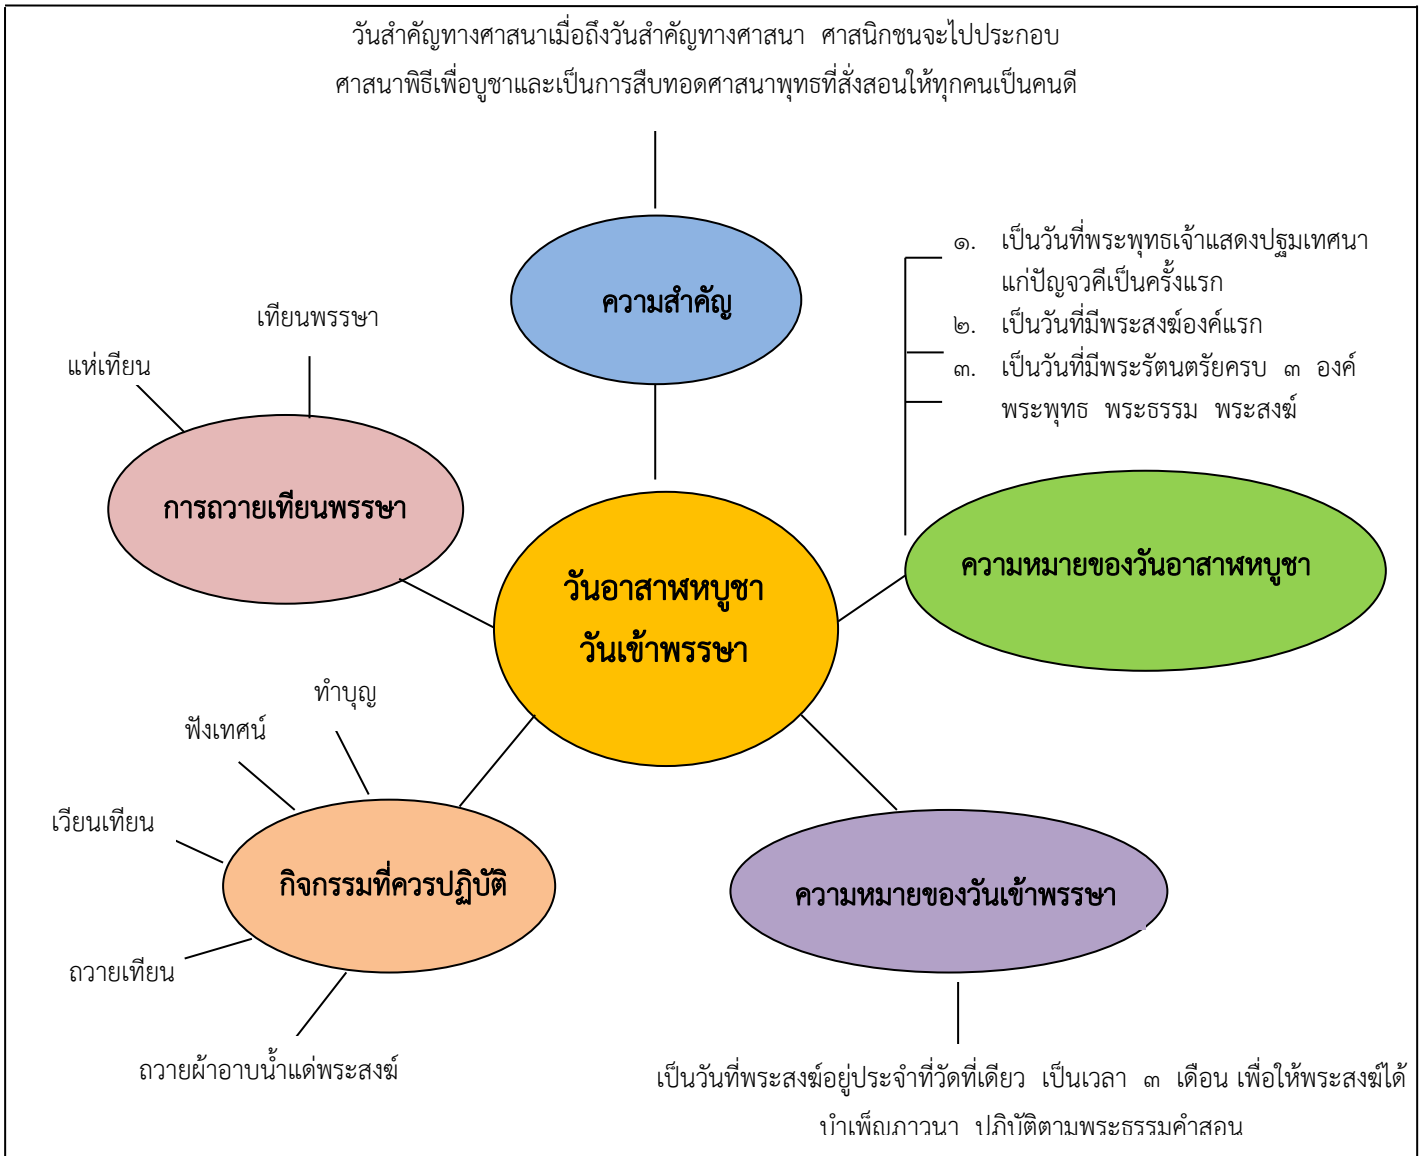 วันสำคัญทางศาสนาเมื่อถึงวันสำคัญทางศาสนา ศาสนิกชนจะไปประกอบ
ศาสนาพิธีเพื่อบูชาและเป็นการสืบทอดศาสนาพุทธที่สั่งสอนให้ทุกคนเป็นคนดี
ความสำคัญ
๑. เป็นวันที่พระพุทธเจ้าแสดงปฐมเทศนา
แก่ปัญจวคีเป็นครั้งแรก
๒. เป็นวันที่มีพระสงฆ์องค์แรก
๓. เป็นวันที่มีพระรัตนตรัยครบ ๓ องค์
พระพุทธ พระธรรม พระสงฆ์
เทียนพรรษา
แห่เทียน
การถวายเทียนพรรษา
ความหมายของวันอาสาฬหบูชา
วันอาสาฬหบูชา
วันเข้าพรรษา
ทำบุญ
ฟังเทศน์
เวียนเทียน
กิจกรรมที่ควรปฏิบัติ
ความหมายของวันเข้าพรรษา
ถวายเทียน
ถวายผ้าอาบน้ำแด่พระสงฆ์
เป็นวันที่พระสงฆ์อยู่ประจำที่วัดที่เดียว เป็นเวลา ๓ เดือน เพื่อให้พระสงฆ์ได้
บำเพ็ญภาวนา ปฏิบัติตามพระธรรมคำสอน